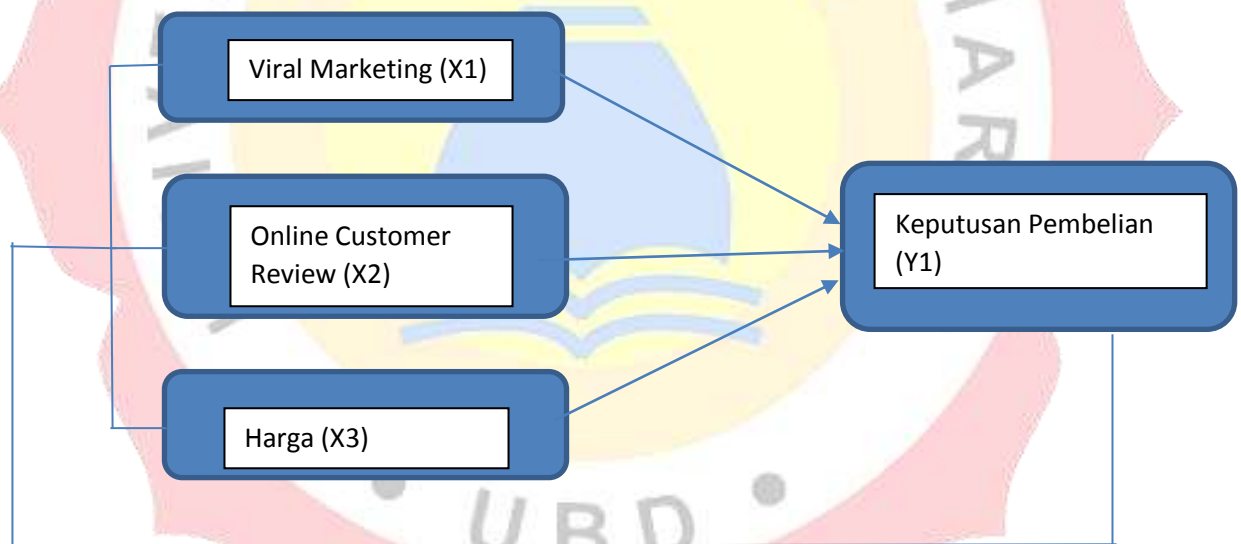 Viral Marketing (X1)
Online Customer
Review (X2)
Harga (X3)
Keputusan Pembelian
(Y1)
UBD